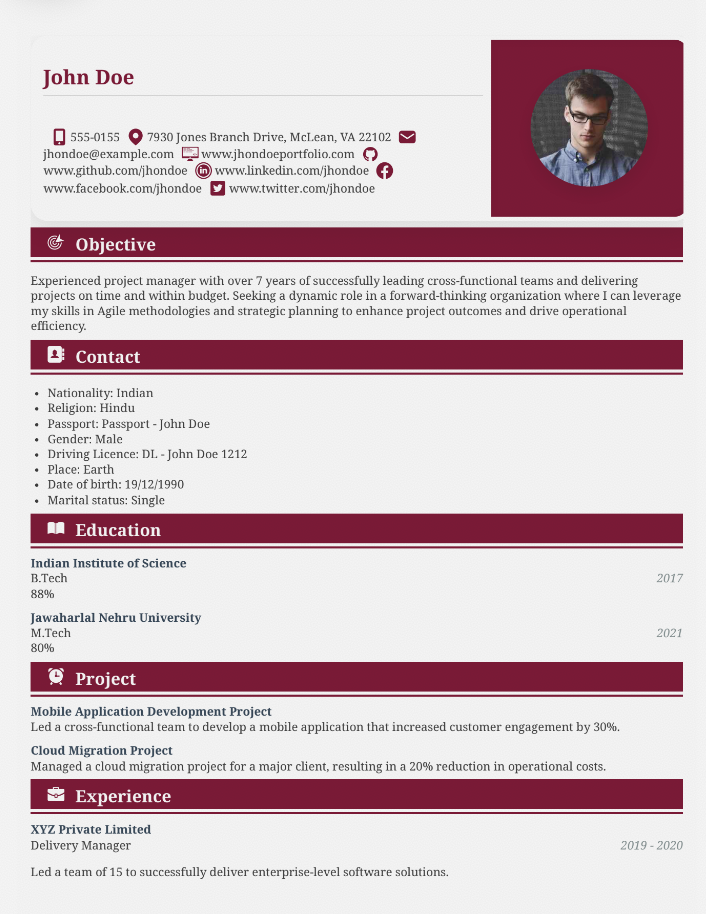 John Doe
555-0155 7930 Jones Branch Drive, McLean, VA 22102
jhondoe@example.com www.jhondoeportfolio.com
www.github.com/jhondoe www.linkedin.com/jhondoe
www.facebook.com/jhondoe www.twitter.com/jhondoe
Objective
Experienced project manager with over 7 years of successfully leading cross-functional teams and delivering
projects on time and within budget. Seeking a dynamic role in a forward-thinking organization where I can leverage
my skills in Agile methodologies and strategic planning to enhance project outcomes and drive operational
efficiency.
Contact
• Nationality: Indian
• Religion: Hindu
• Passport: Passport - John Doe
• Gender: Male
• Driving Licence: DL - John Doe 1212
• Place: Earth
• Date of birth: 19/12/1990
• Marital status: Single
Education
Indian Institute of Science
B.Tech 2017
88%
Jawaharlal Nehru University
M.Tech 2021
80%
Project
Mobile Application Development Project
Led a cross-functional team to develop a mobile application that increased customer engagement by 30%.
Cloud Migration Project
Managed a cloud migration project for a major client, resulting in a 20% reduction in operational costs.
Experience
XYZ Private Limited
Delivery Manager 2019 - 2020
Led a team of 15 to successfully deliver enterprise-level software solutions.